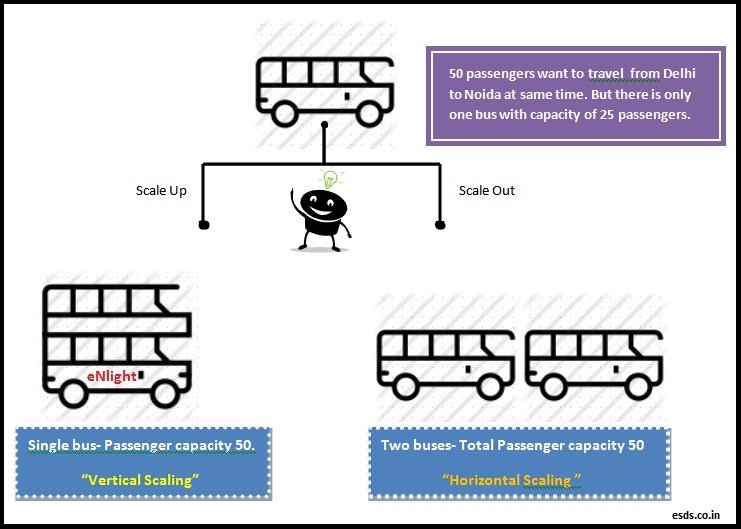 50 passengers want to travel from Delhi
to Noida at same time. But there is only
one bus with capacity of 25 passengers.
Scale Up
Scale Out
eNlight
Single bus- Passenger capacity 50.
“Vertical Scaling”
Two buses- Total Passenger capacity 50
“Horizontal Scaling ”
esds.co.in